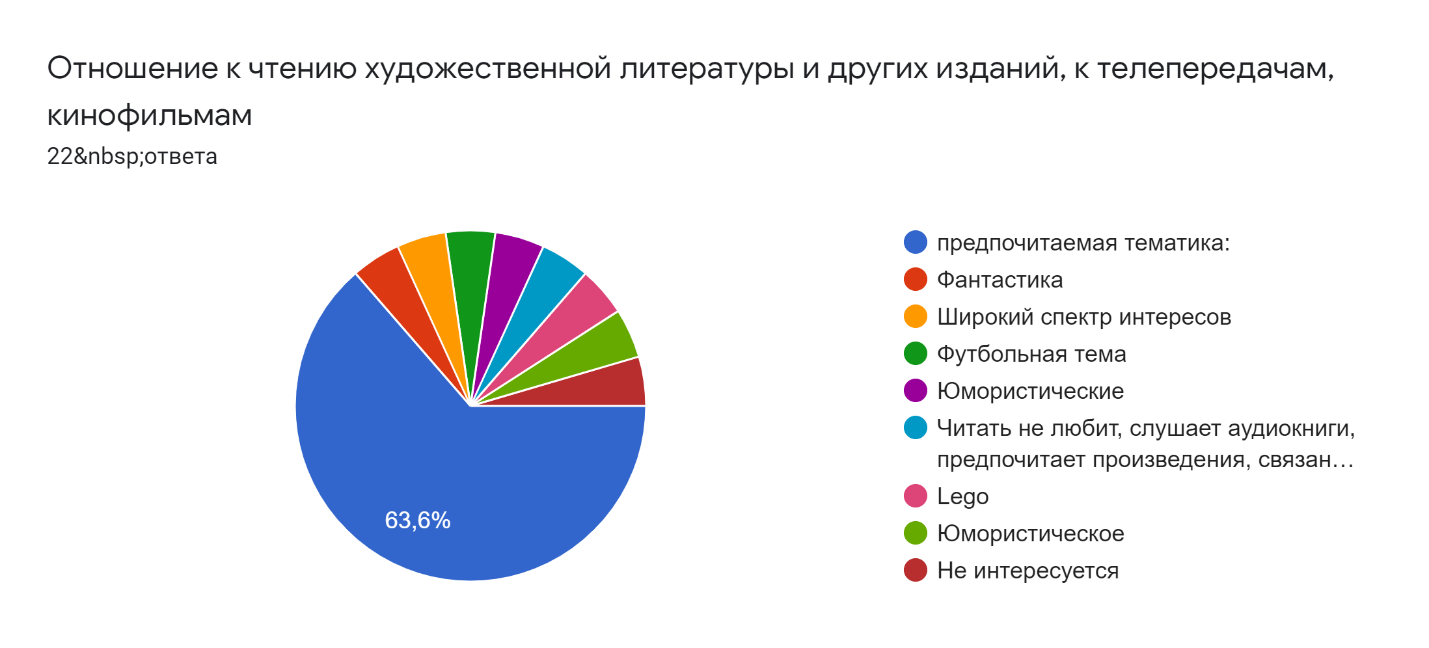 Отношение к чтению художественной литературы и других изданий, к телепередачам,
кинофильмам
22&nbsp;ответа
63,6%
предпочитаемая тематика:
Фантастика
Широкий спектр интересов
Футбольная тема
Юмористические
Читать не любит, слушает аудиокниги,
предпочитает произведения, связан…
Lego
Юмористическое
Не интересуется